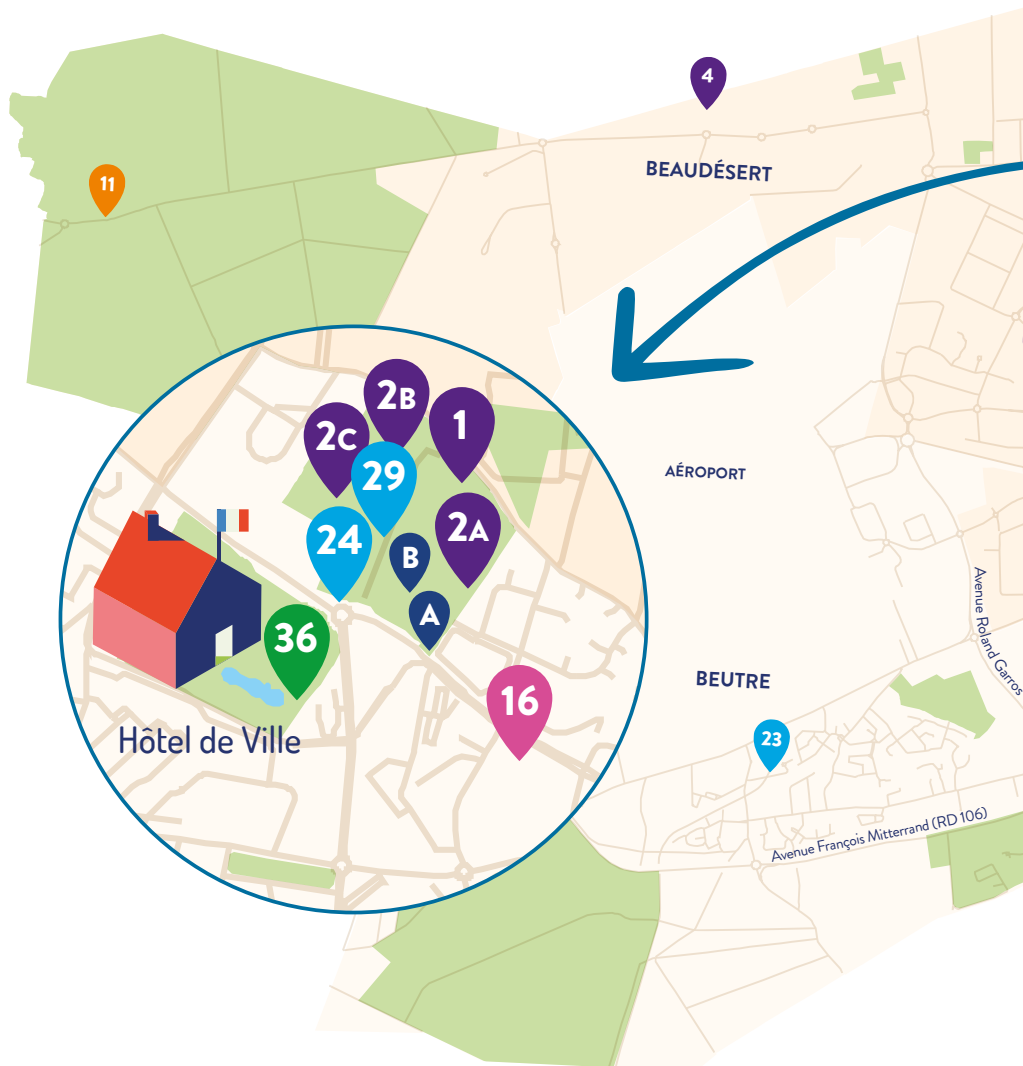 4
BEAUDÉSERT
11
2B
2C
1
29
AÉROPORT
24
2A
B
A
36
16
Hôtel de Ville
BEUTRE
23
Avenue Roland Garros
Avenue François Mitterrand (RD 106)